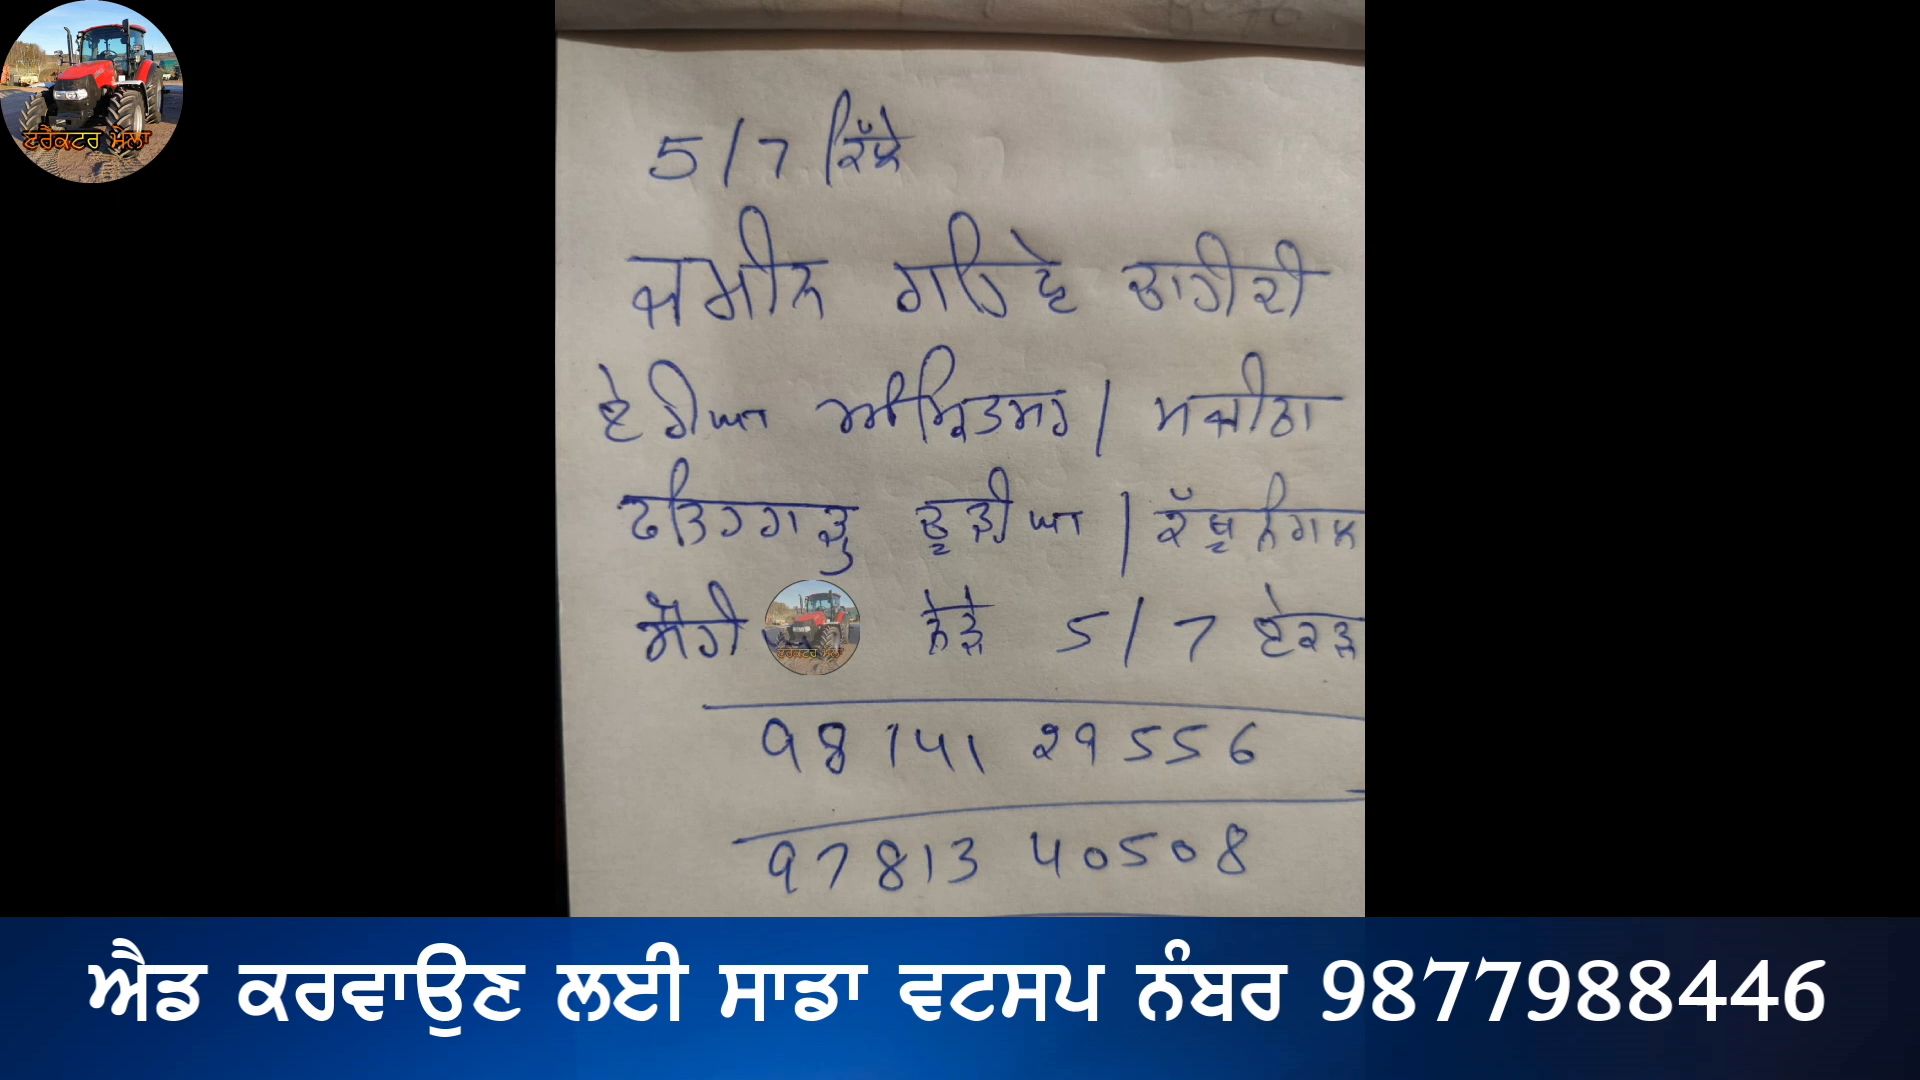 ਟਰੈਕਟਰ ਮੇਲਾ
5/7 ਕਿੱਲੇ
ਜਮੀਨ ਗਹਿਣੇ ਚਾਹੀਦੀ
ਏਰੀਆ ਅੰਮ੍ਰਿਤਸਰ / ਮਜੀਠਾ
ਫਤਿਹਗੜ੍ਹ ਚੂੜੀਆ / ਕੱਥੂਨੰਗਲ
ਨੇੜੇ 5/7 ਏਕੜ
98141 29556
97813 40508
ਐਡ ਕਰਵਾਉਣ ਲਈ ਸਾਡਾ ਵਟਸਪ ਨੰਬਰ 9877988446